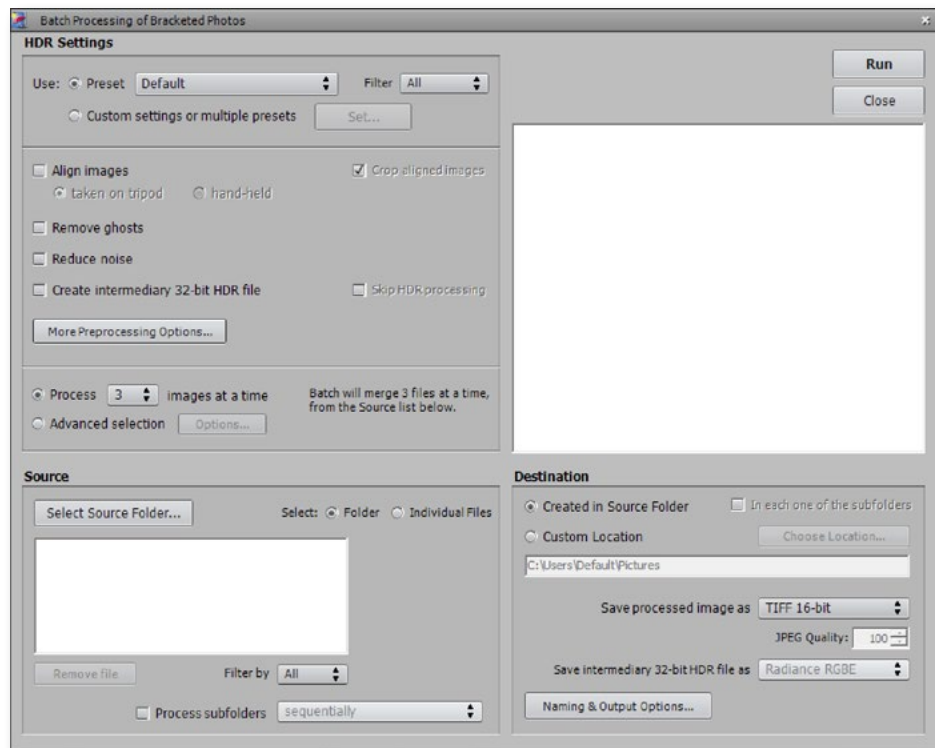 Batch Processing of Bracketed Photos
HDR Settings
Use: Preset Default Filter All
Custom settings or multiple presets Set...
Run
Close
Align images Crop aligned images
taken on tripod hand-held
Remove ghosts
Reduce noise
Create intermediary 32-bit HDR file Skip HDR processing
More Preprocessing Options...
Process 3 images at a time
Batch will merge 3 files at a time,
from the Source list below.
Advanced selection Options...
Source
Select Source Folder... Select: Folder Individual Files
Remove file Filter by All
Process subfolders sequentially
Destination
Created in Source Folder In each one of the subfolders
Custom Location Choose Location...
C:\Users\Default\Pictures
Save processed image as TIFF 16-bit
JPEG Quality: 100
Save intermediary 32-bit HDR file as Radiance RGBE
Naming & Output Options...